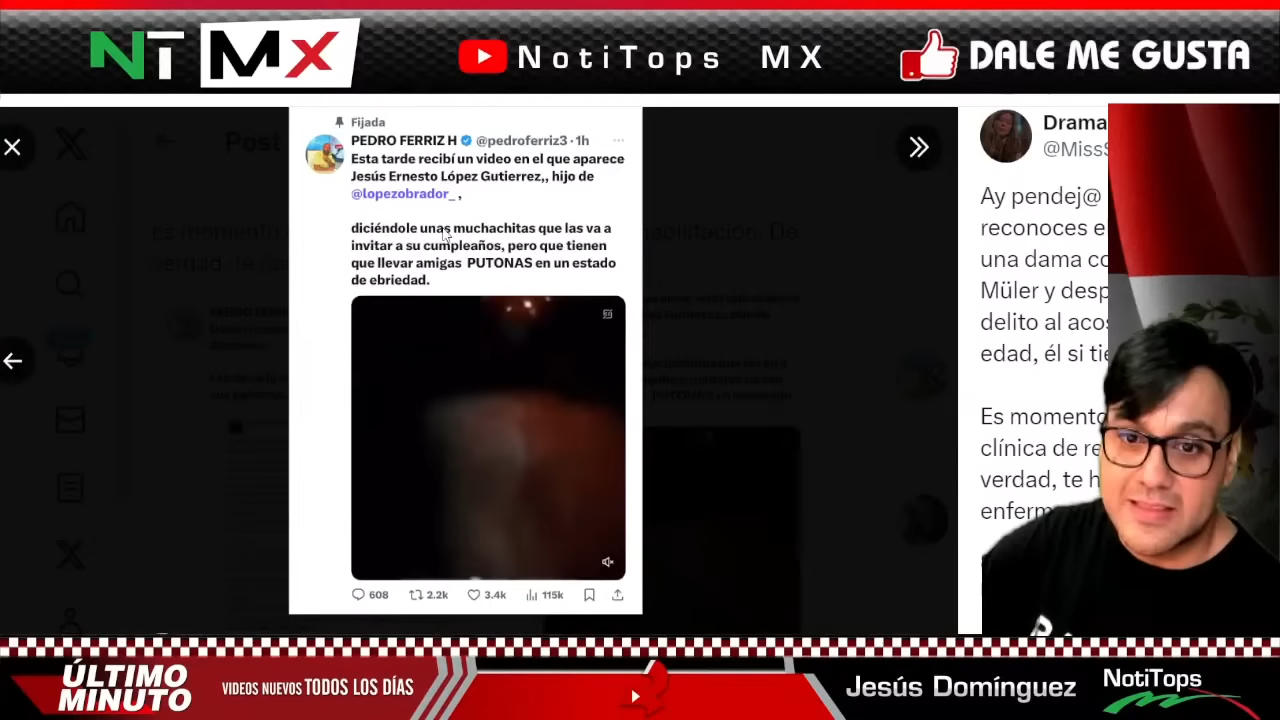 NT MX
NotiTops MX
DALE ME GUSTA
Post
Fijada
PEDRO FERRIZ H @pedroferriz3 · 1h
Esta tarde recibí un video en el que aparece
Jesús Ernesto López Gutierrez,, hijo de
@lopezobrador_ ,
diciéndole unas muchachitas que las va a
invitar a su cumpleaños, pero que tienen
que llevar amigas PUTONAS en un estado
de ebriedad.
608 2.2k 3.4k 115k
Drama
@MissS
Ay pendej@
reconoces e
una dama co
Müler y desp
delito al acos
edad, él si tie
Es momento
clínica de re
verdad, te h
enferm
ÚLTIMO
MINUTO
VIDEOS NUEVOS TODOS LOS DÍAS
Jesús Domínguez
NotiTops